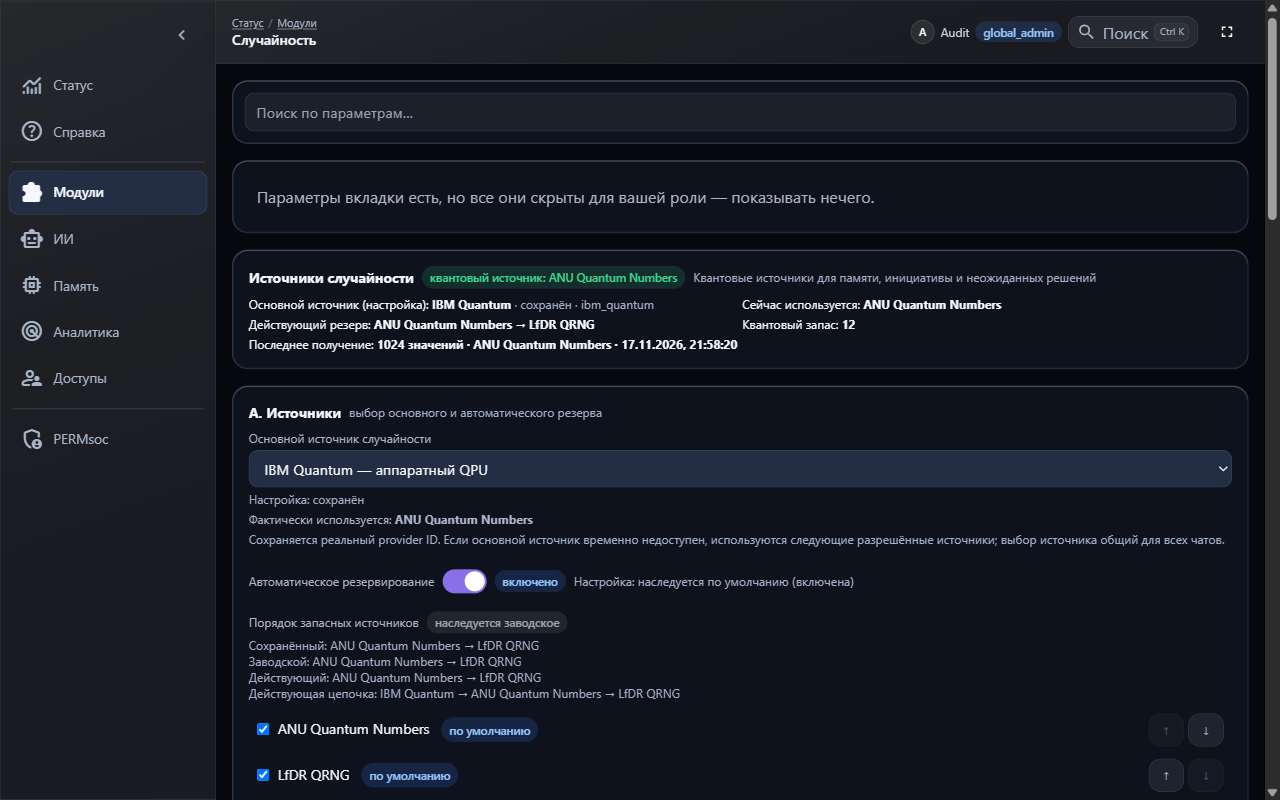 Статус / Модули
Случайность
A Audit global_admin Поиск Ctrl K
Статус
Справка
Модули
ИИ
Память
Аналитика
Доступы
PERMsoc
Поиск по параметрам...
Параметры вкладки есть, но все они скрыты для вашей роли — показывать нечего.
Источники случайности квантовый источник: ANU Quantum Numbers Квантовые источники для памяти, инициативы и неожиданных решений
Основной источник (настройка): IBM Quantum · сохранён · ibm_quantum
Сейчас используется: ANU Quantum Numbers
Действующий резерв: ANU Quantum Numbers → LfDR QRNG
Квантовый запас: 12
Последнее получение: 1024 значений · ANU Quantum Numbers · 17.11.2026, 21:58:20
А. Источники выбор основного и автоматического резерва
Основной источник случайности
IBM Quantum — аппаратный QPU
Настройка: сохранён
Фактически используется: ANU Quantum Numbers
Сохраняется реальный provider ID. Если основной источник временно недоступен, используются следующие разрешённые источники; выбор источника общий для всех чатов.
Автоматическое резервирование включено Настройка: наследуется по умолчанию (включена)
Порядок запасных источников наследуется заводское
Сохранённый: ANU Quantum Numbers → LfDR QRNG
Заводской: ANU Quantum Numbers → LfDR QRNG
Действующий: ANU Quantum Numbers → LfDR QRNG
Действующая цепочка: IBM Quantum → ANU Quantum Numbers → LfDR QRNG
ANU Quantum Numbers по умолчанию ↑ ↓
LfDR QRNG по умолчанию ↑ ↓